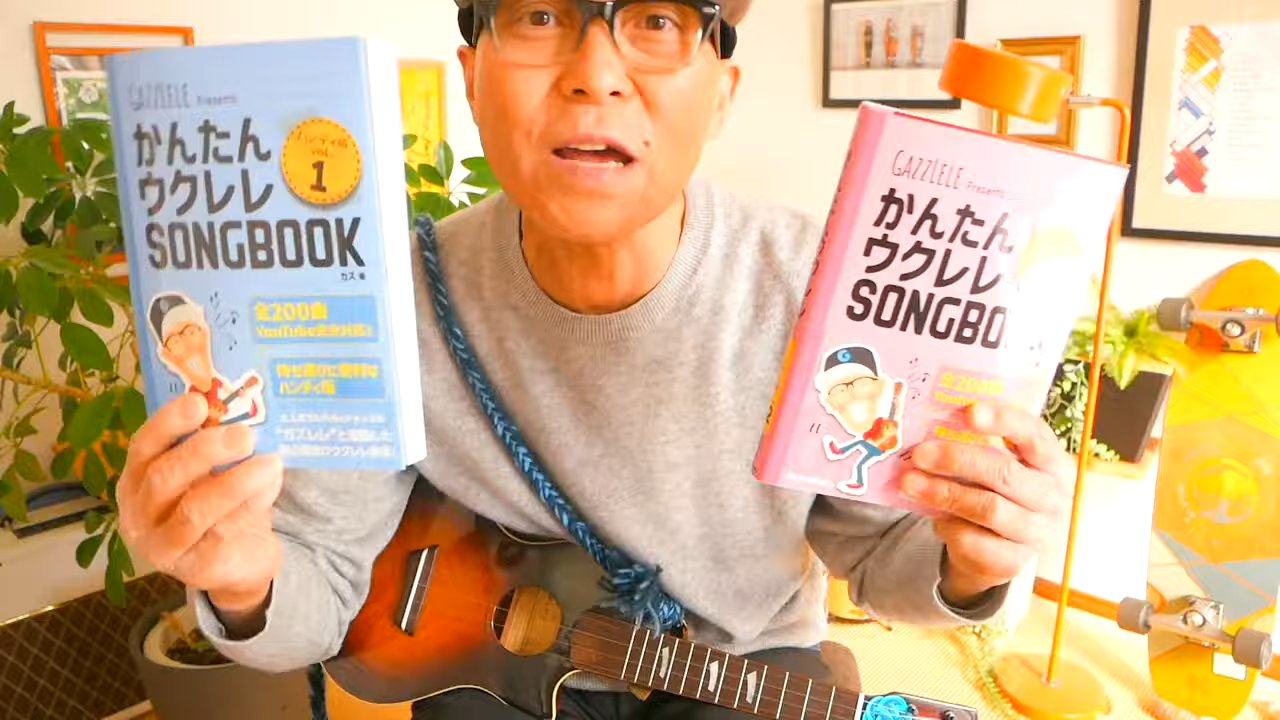 GAZZLELE Presents
かんたん
ウクレレ
SONGBOOK
ハンディ版
vol.
1
ガズ 編
全200曲
YouTube完全対応!
持ち運びに便利な
ハンディ版
GAZZLELE Presents
かんたん
ウクレレ
SONGBO
G
全200曲
YouTube